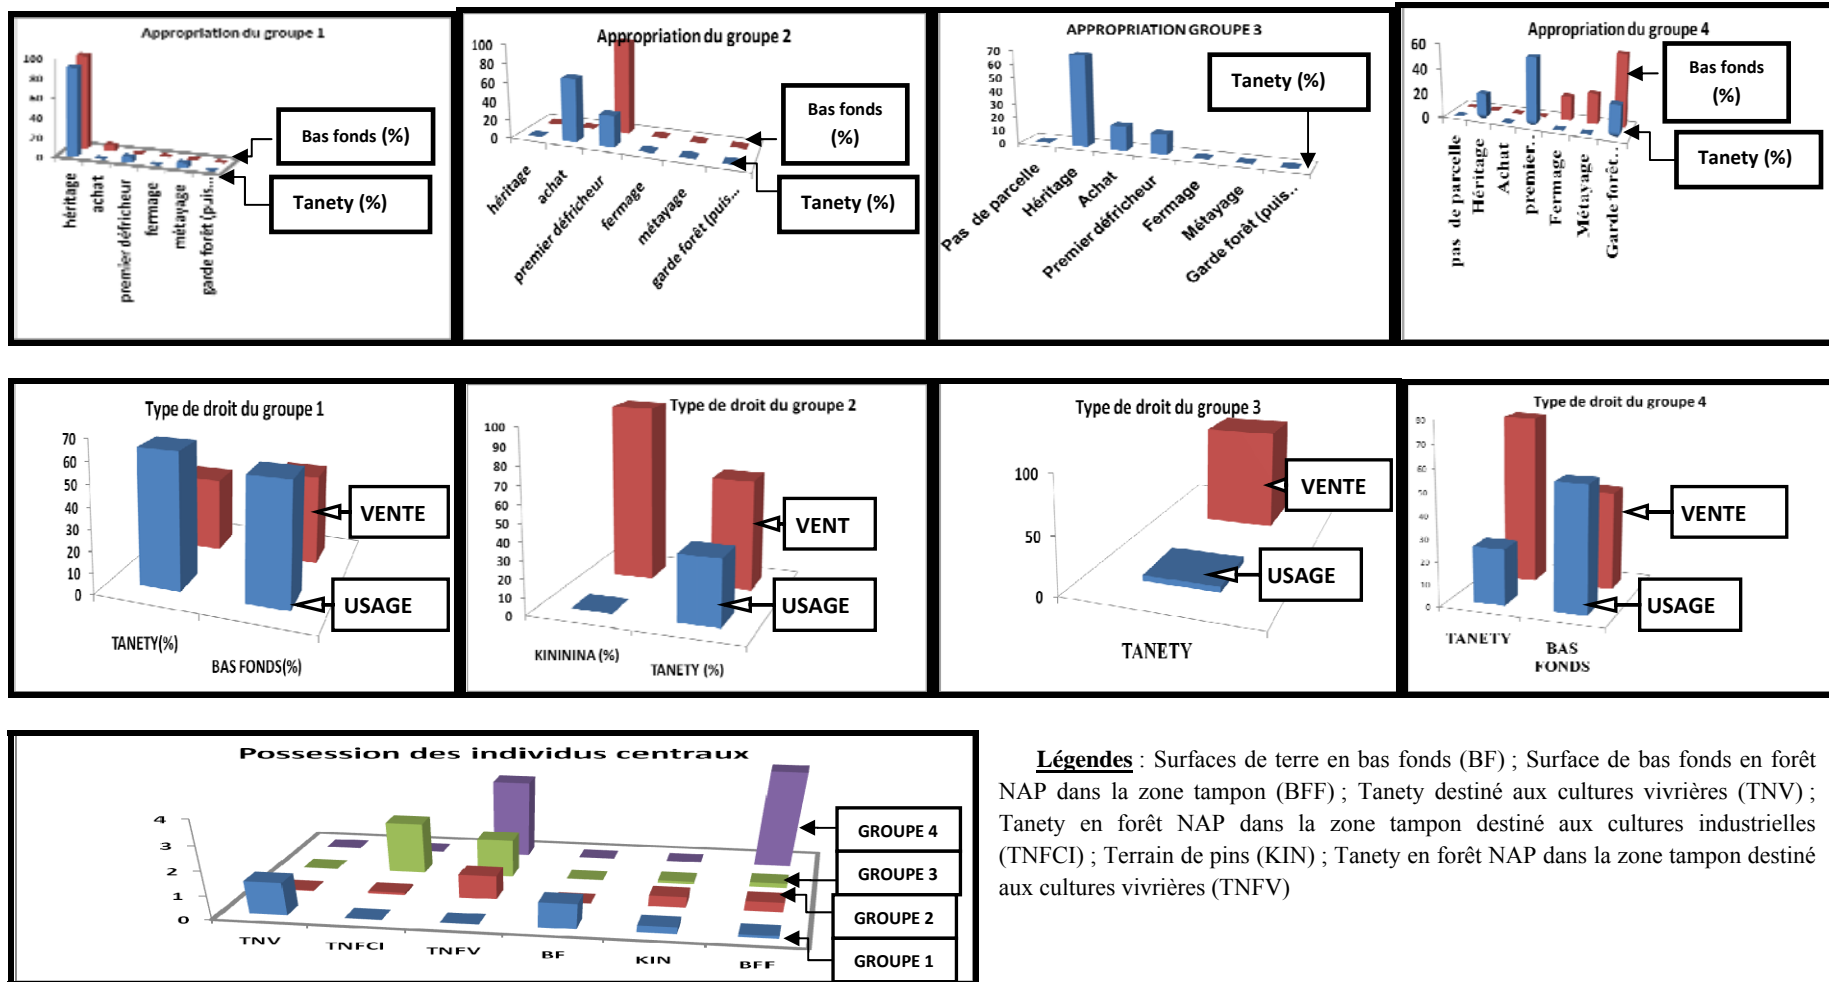 Appropriation du groupe 1
100
80
60
40
20
0
héritage
achat
premier défricheur
fermage
métayage
garde forêt (puis...
Bas fonds (%)
Tanety (%)
Appropriation du groupe 2
100
80
60
40
20
0
héritage
achat
premier défricheur
fermage
métayage
garde forêt (puis...
Bas fonds
(%)
Tanety (%)
APPROPRIATION GROUPE 3
70
60
50
40
30
20
10
0
Pas de parcelle
Héritage
Achat
Premier défricheur
Fermage
Métayage
Garde forêt (puis..
Tanety (%)
Appropriation du groupe 4
60
40
20
0
pas de parcelle
Héritage
Achat
premier..
Fermage
Métayage
Garde forêt..
Bas fonds
(%)
Tanety (%)
Type de droit du groupe 1
70
60
50
40
30
20
10
0
TANETY(%)
BAS FONDS(%)
VENTE
USAGE
Type de droit du groupe 2
100
90
80
70
60
50
40
30
20
10
0
KINININA (%)
TANETY (%)
VENT
USAGE
Type de droit du groupe 3
100
50
0
TANETY
VENTE
USAGE
Type de droit du groupe 4
80
70
60
50
40
30
20
10
0
TANETY
BAS
FONDS
VENTE
USAGE
Possession des individus centraux
4
3
2
1
0
TNV
TNFCI
TNFV
BF
KIN
BFF
GROUPE 4
GROUPE 3
GROUPE 2
GROUPE 1
Légendes : Surfaces de terre en bas fonds (BF) ; Surface de bas fonds en forêt
NAP dans la zone tampon (BFF) ; Tanety destiné aux cultures vivrières (TNV) ;
Tanety en forêt NAP dans la zone tampon destiné aux cultures industrielles
(TNFCI) ; Terrain de pins (KIN) ; Tanety en forêt NAP dans la zone tampon destiné
aux cultures vivrières (TNFV)